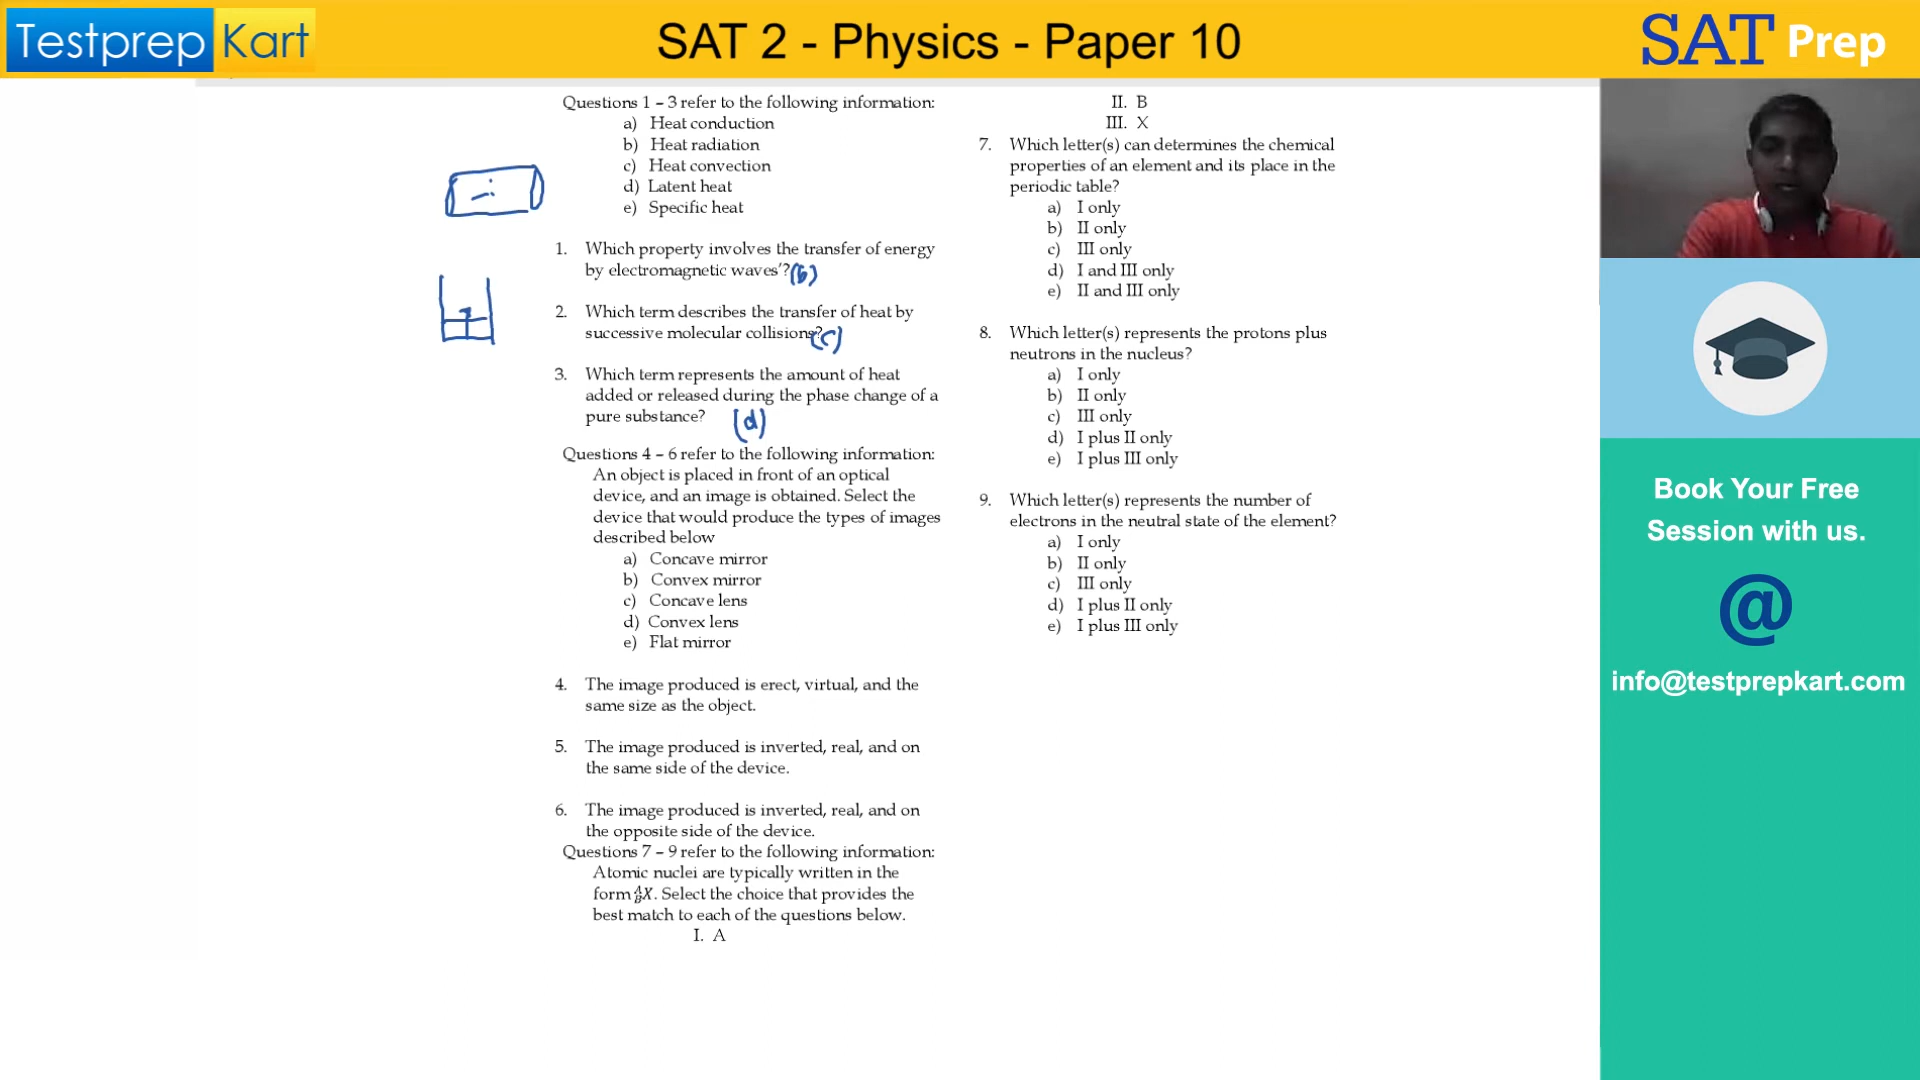 Testprep Kart
SAT 2 - Physics - Paper 10
SAT Prep
Questions 1 – 3 refer to the following information:
a) Heat conduction
b) Heat radiation
c) Heat convection
d) Latent heat
e) Specific heat
1. Which property involves the transfer of energy
by electromagnetic waves'? (b)
2. Which term describes the transfer of heat by
successive molecular collisions? (c)
3. Which term represents the amount of heat
added or released during the phase change of a
pure substance? (d)
Questions 4 – 6 refer to the following information:
An object is placed in front of an optical
device, and an image is obtained. Select the
device that would produce the types of images
described below
a) Concave mirror
b) Convex mirror
c) Concave lens
d) Convex lens
e) Flat mirror
4. The image produced is erect, virtual, and the
same size as the object.
5. The image produced is inverted, real, and on
the same side of the device.
6. The image produced is inverted, real, and on
the opposite side of the device.
Questions 7 – 9 refer to the following information:
Atomic nuclei are typically written in the
form ᴬ/ʙX. Select the choice that provides the
best match to each of the questions below.
I. A
II. B
III. X
7. Which letter(s) can determines the chemical
properties of an element and its place in the
periodic table?
a) I only
b) II only
c) III only
d) I and III only
e) II and III only
8. Which letter(s) represents the protons plus
neutrons in the nucleus?
a) I only
b) II only
c) III only
d) I plus II only
e) I plus III only
9. Which letter(s) represents the number of
electrons in the neutral state of the element?
a) I only
b) II only
c) III only
d) I plus II only
e) I plus III only
Book Your Free
Session with us.
@
info@testprepkart.com